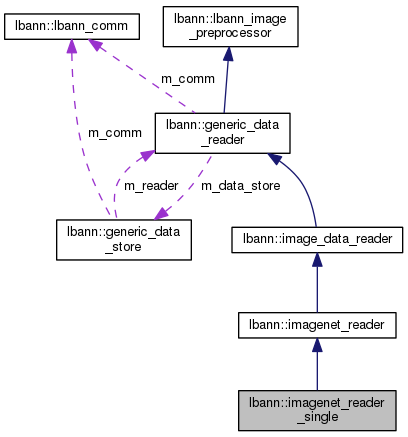 lbann::lbann_comm
lbann::lbann_image
_preprocessor
m_comm
lbann::generic_data
_reader
m_comm
m_reader
m_data_store
lbann::generic_data
_store
lbann::image_data_reader
lbann::imagenet_reader
lbann::imagenet_reader
_single